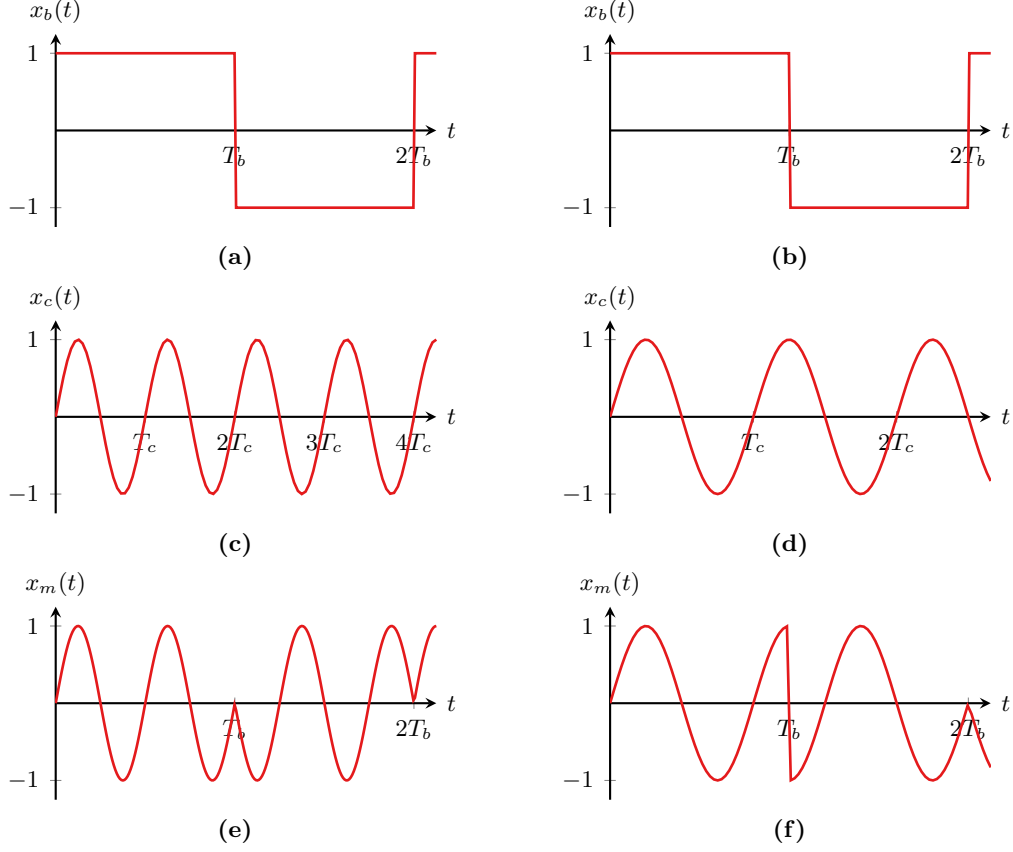 x_b(t)
1
t
T_b
2T_b
−1
(a)
x_b(t)
1
t
T_b
2T_b
−1
(b)
x_c(t)
1
t
T_c
2T_c
3T_c
4T_c
−1
(c)
x_c(t)
1
t
T_c
2T_c
−1
(d)
x_m(t)
1
t
T_b
2T_b
−1
(e)
x_m(t)
1
t
T_b
2T_b
−1
(f)